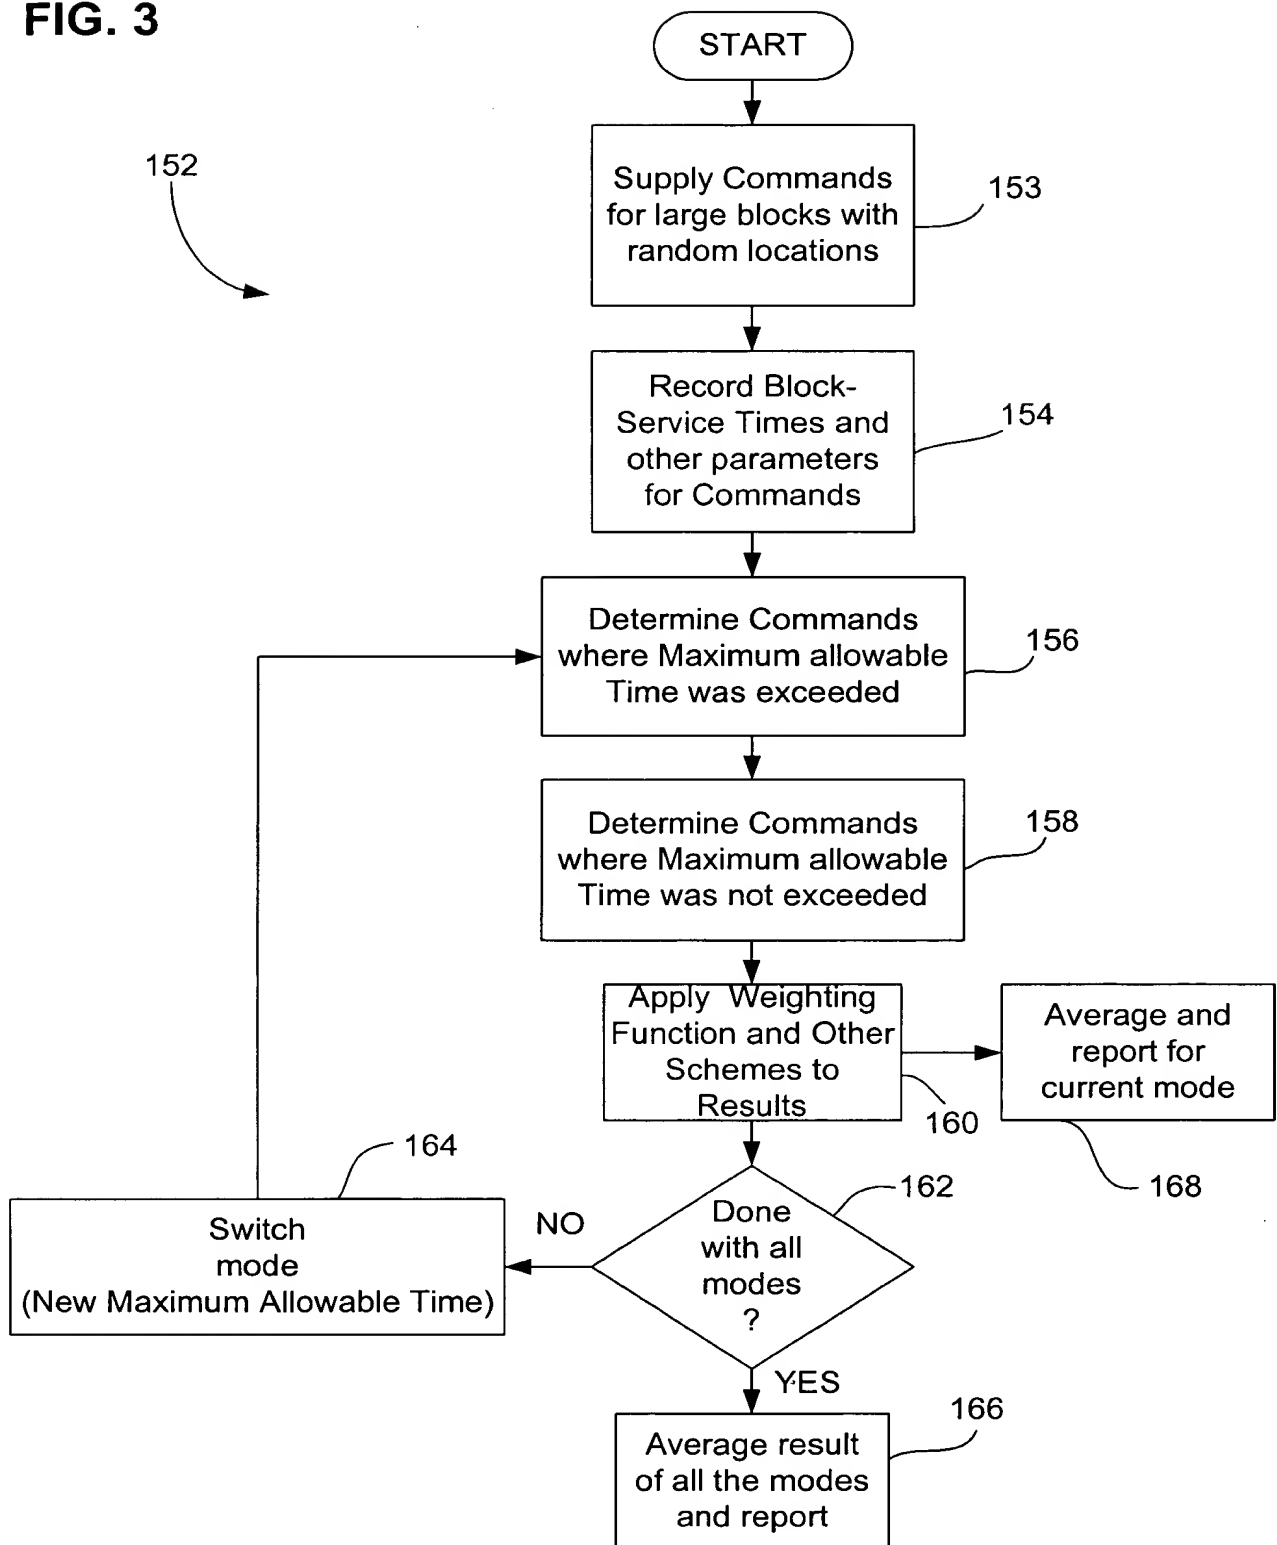 FIG. 3
START
152
Supply Commands
for large blocks with
random locations
153
Record Block-
Service Times and
other parameters
for Commands
154
Determine Commands
where Maximum allowable
Time was exceeded
156
Determine Commands
where Maximum allowable
Time was not exceeded
158
Apply Weighting
Function and Other
Schemes to
Results
160
Average and
report for
current mode
168
164
Switch
mode
(New Maximum Allowable Time)
NO
Done
with all
modes
?
162
YES
Average result
of all the modes
and report
166